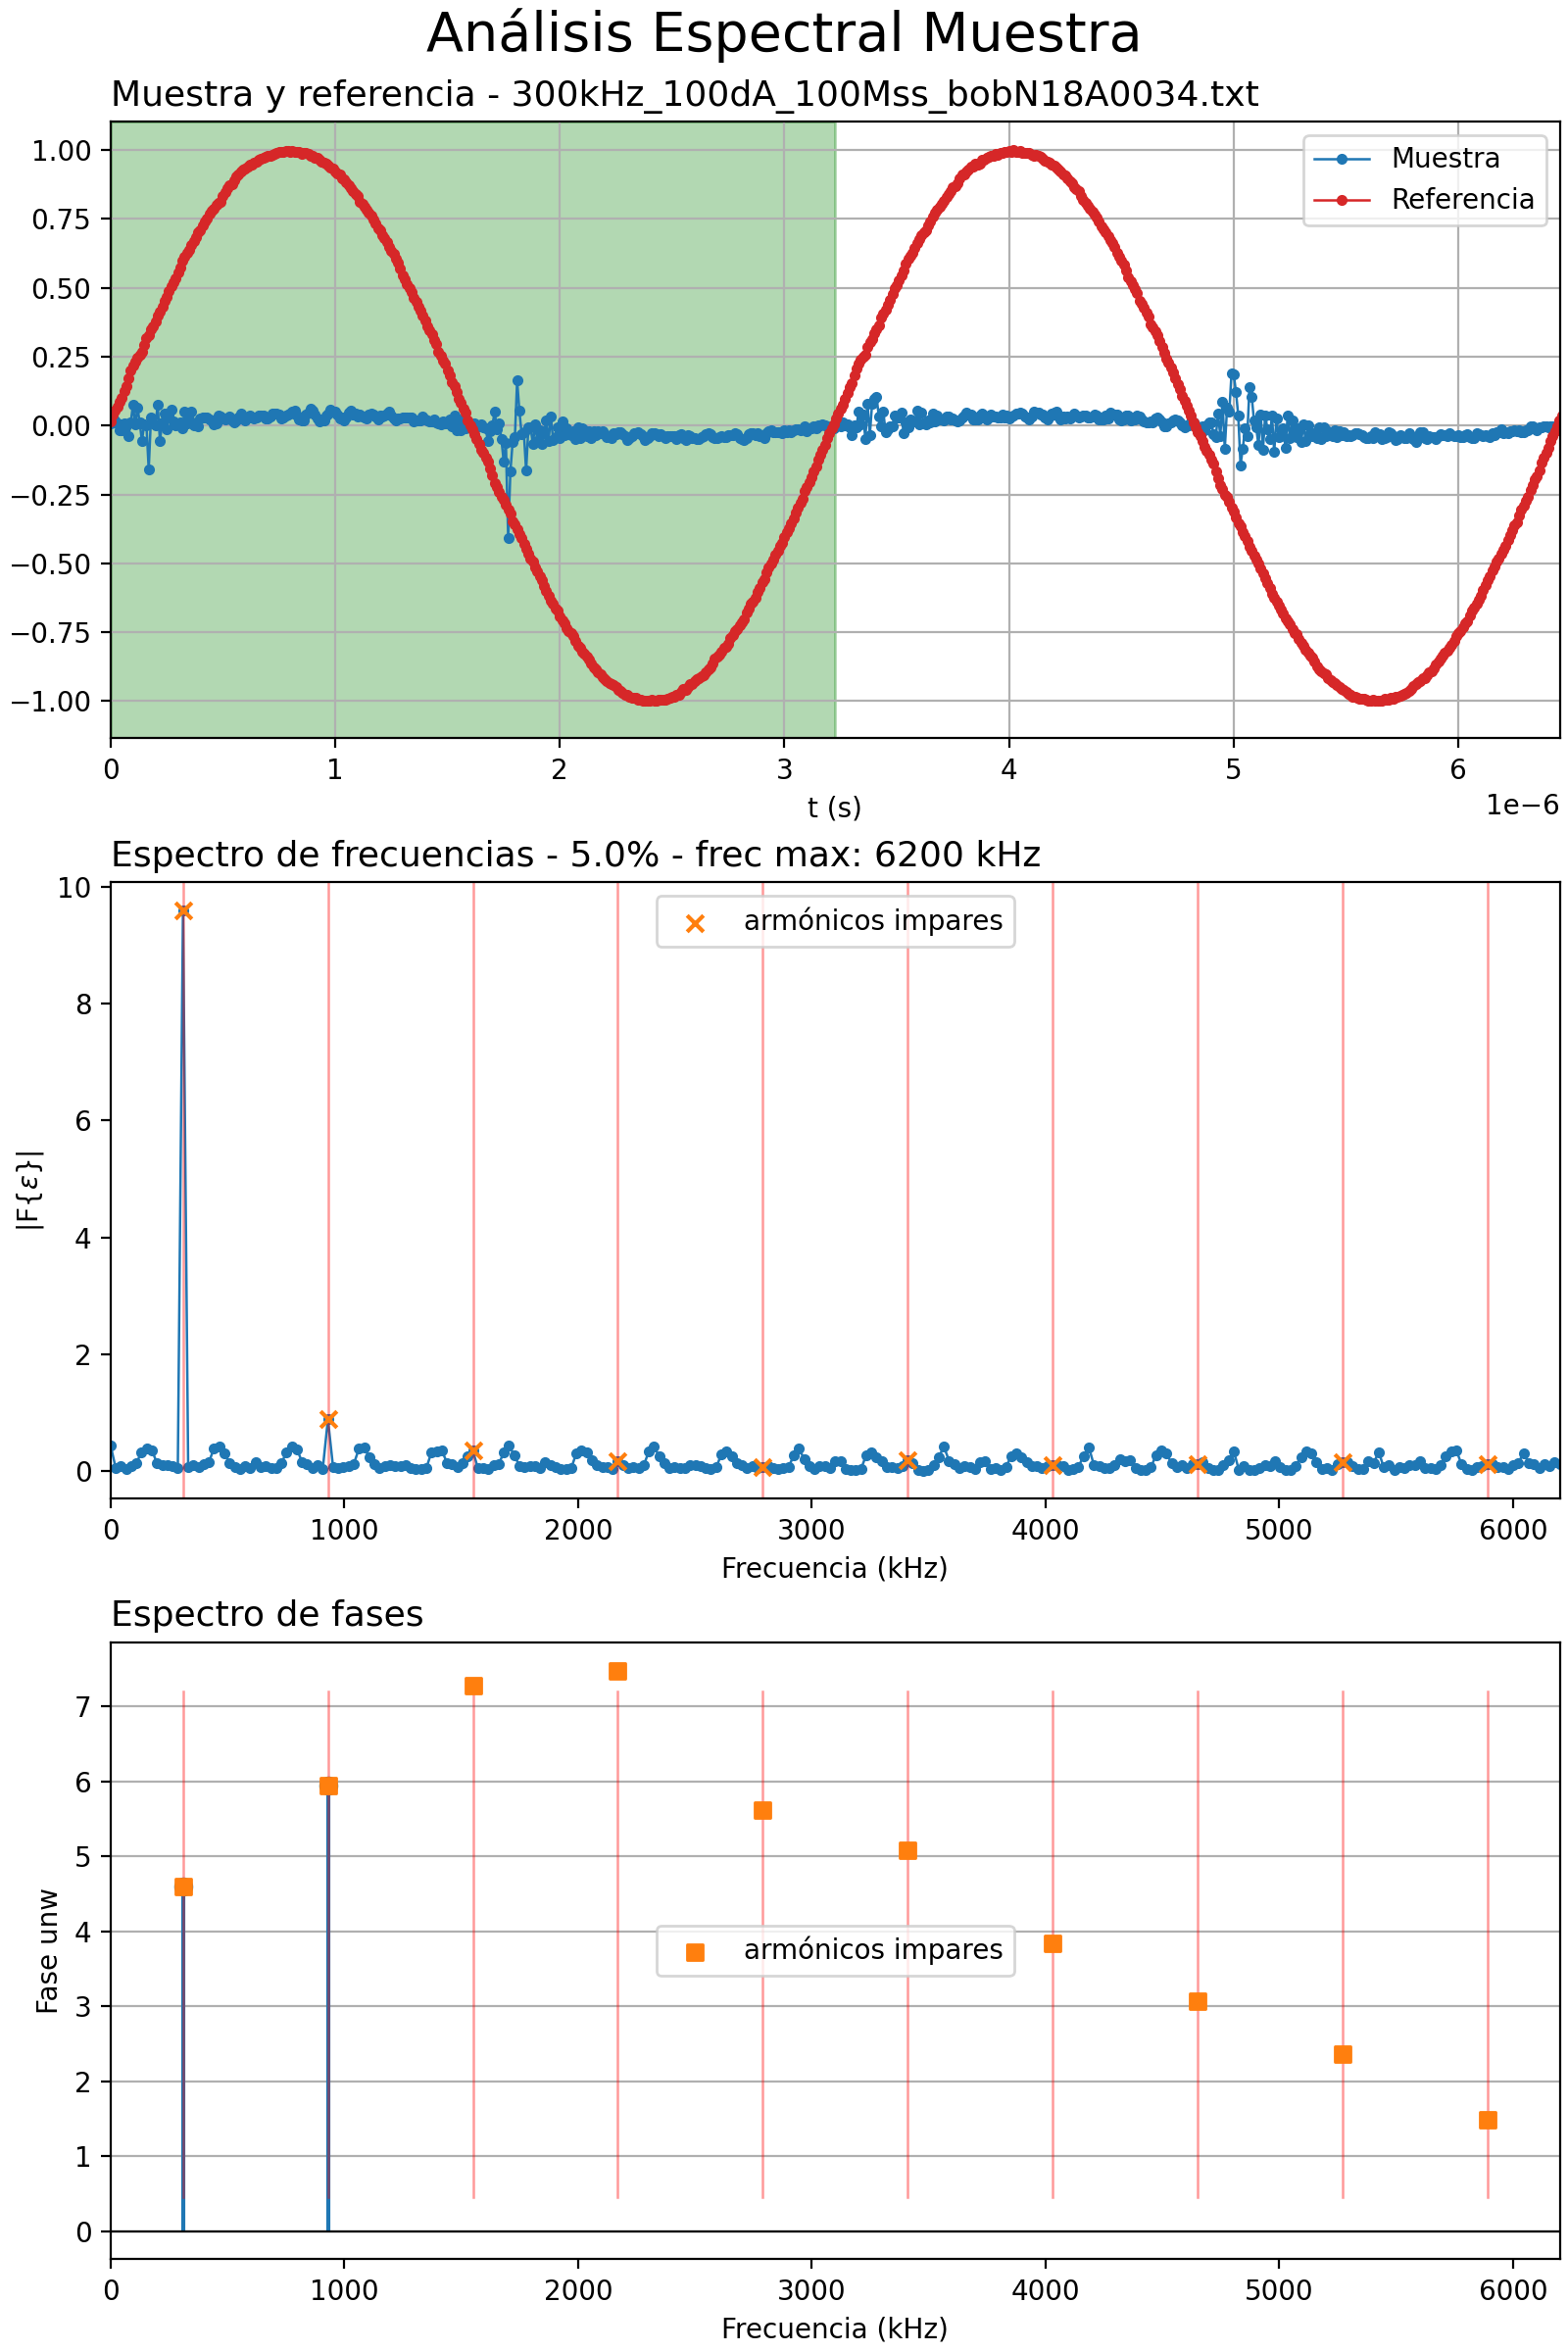 Análisis Espectral Muestra
Muestra y referencia - 300kHz_100dA_100Mss_bobN18A0034.txt
1.00
0.75
0.50
0.25
0.00
−0.25
−0.50
−0.75
−1.00
Muestra
Referencia
0 1 2 3 4 5 6
t (s)
1e−6
Espectro de frecuencias - 5.0% - frec max: 6200 kHz
10
8
6
4
2
0
|F{ε}|
armónicos impares
0 1000 2000 3000 4000 5000 6000
Frecuencia (kHz)
Espectro de fases
7
6
5
4
3
2
1
0
Fase unw
armónicos impares
0 1000 2000 3000 4000 5000 6000
Frecuencia (kHz)